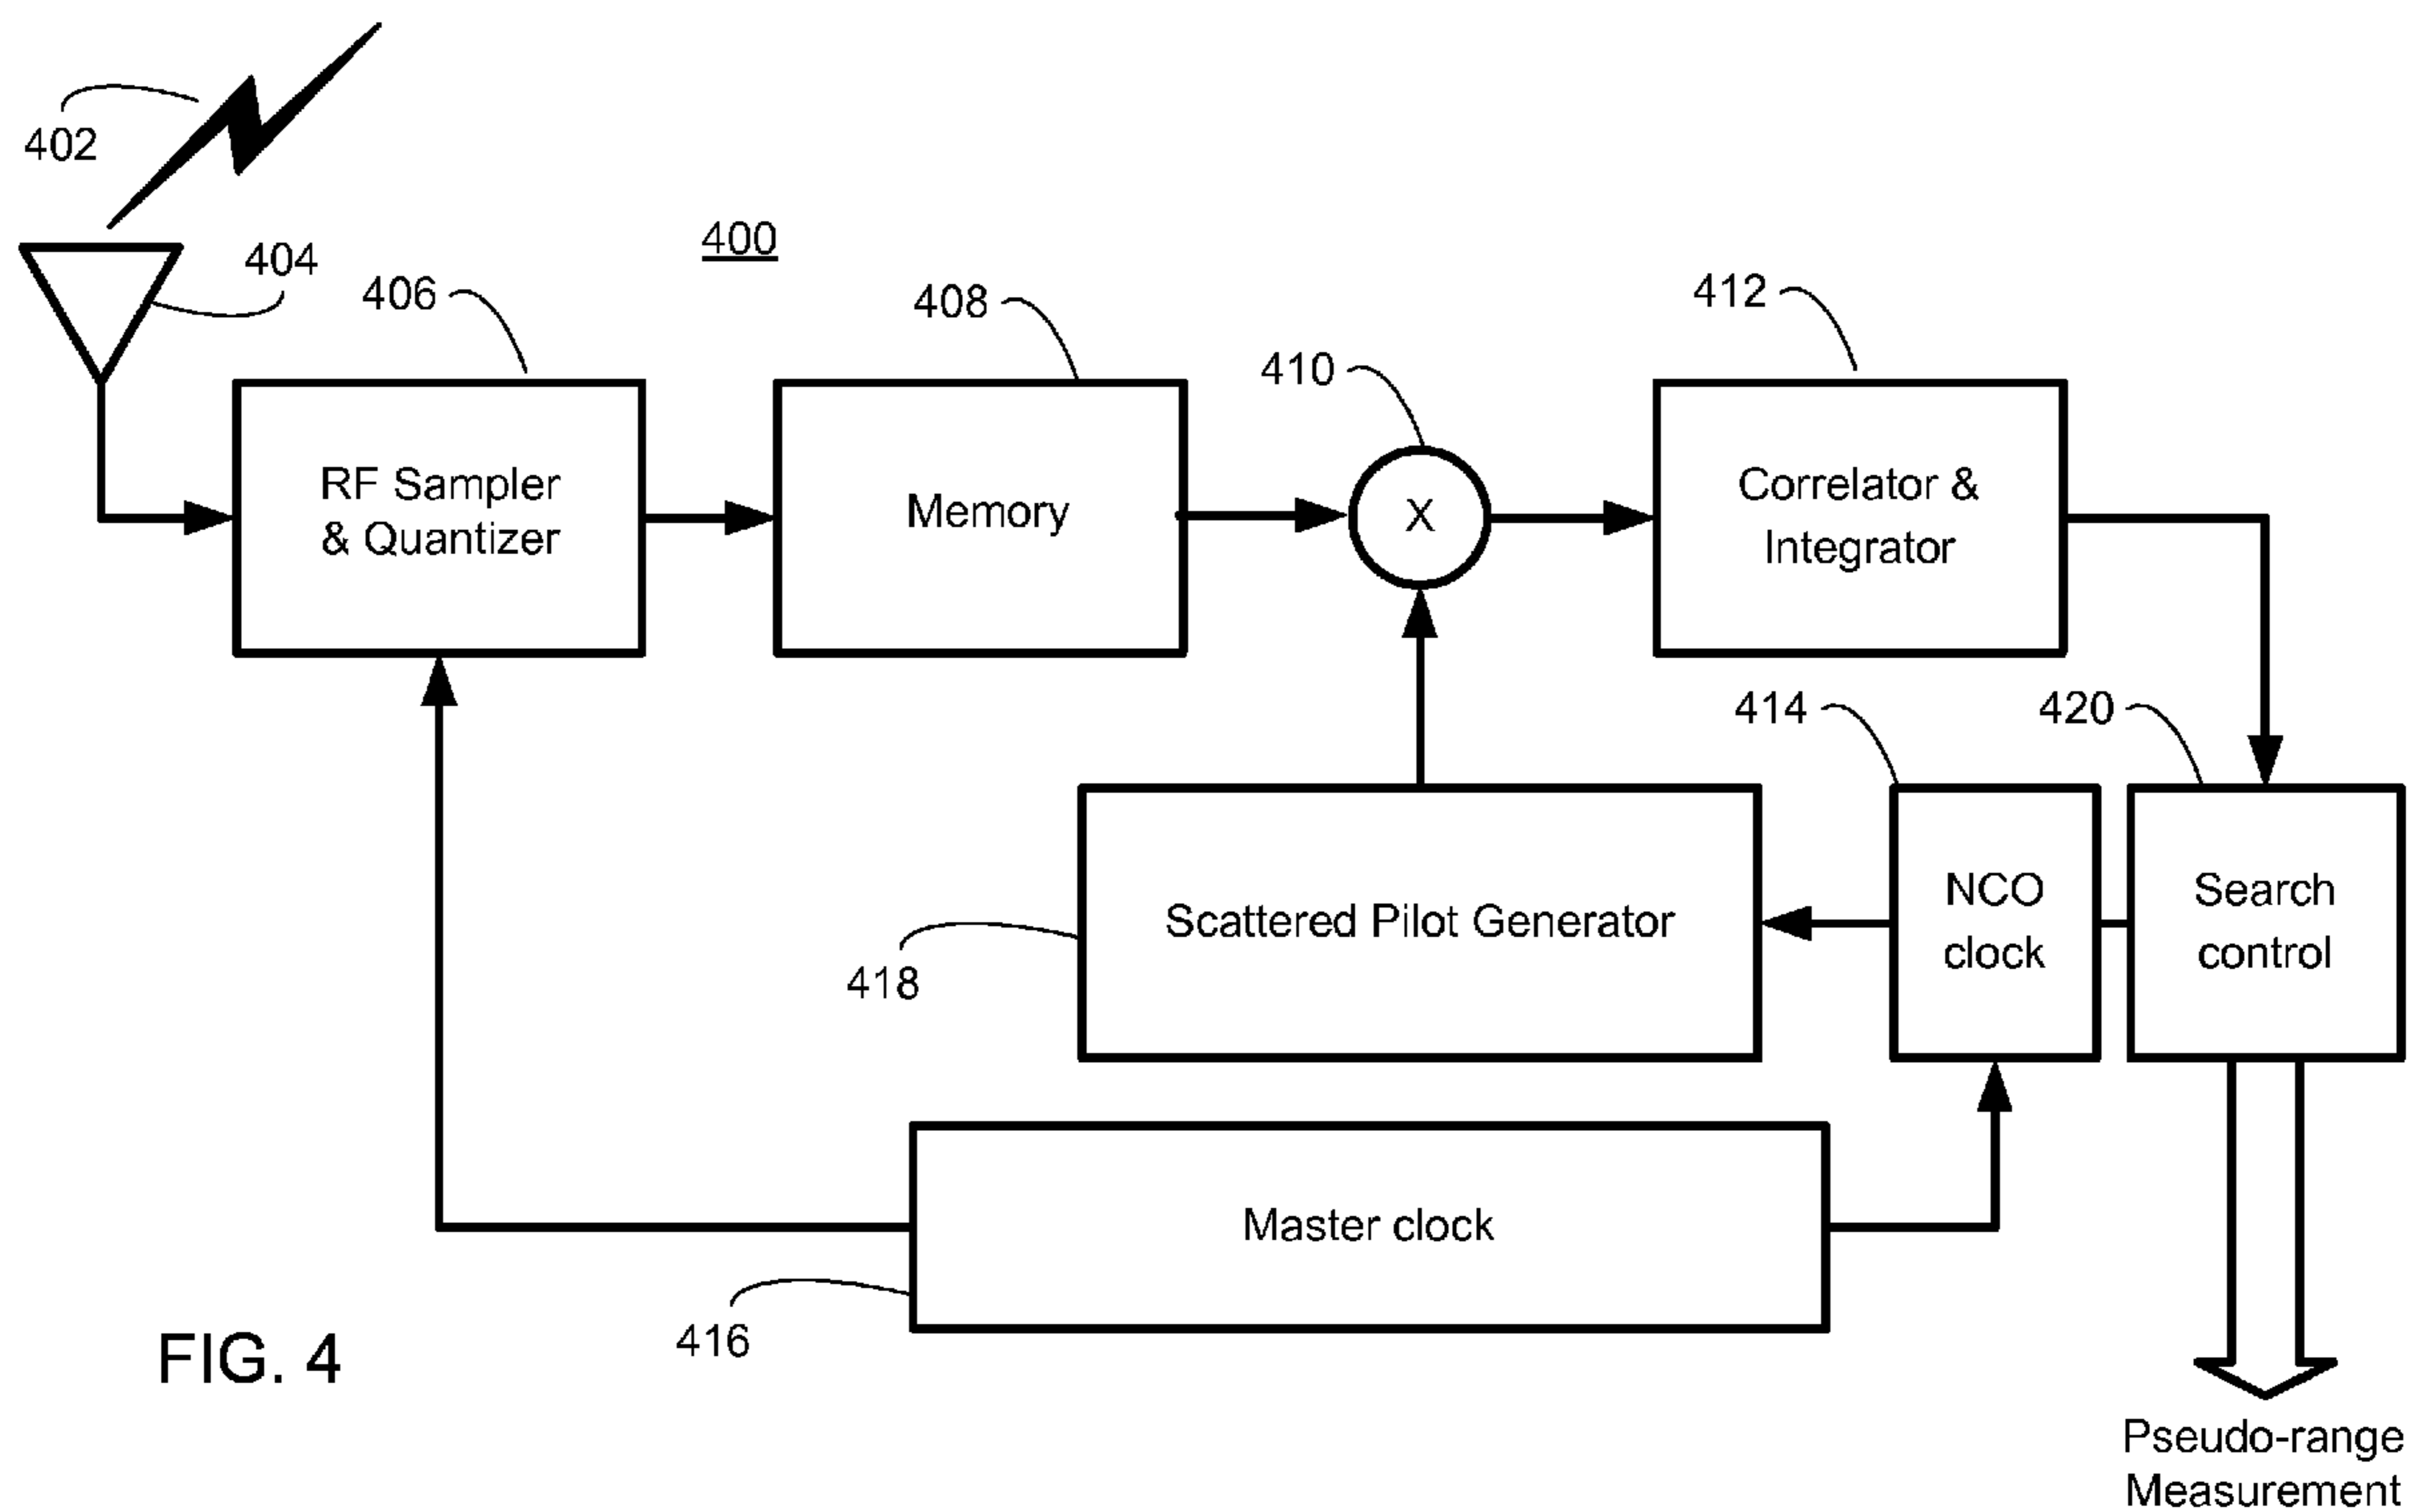 402
400
404
406
408
412
410
RF Sampler
& Quantizer
Memory
X
Correlator &
Integrator
414
420
Scattered Pilot Generator
NCO
clock
Search
control
418
Master clock
416
FIG. 4
Pseudo-range
Measurement